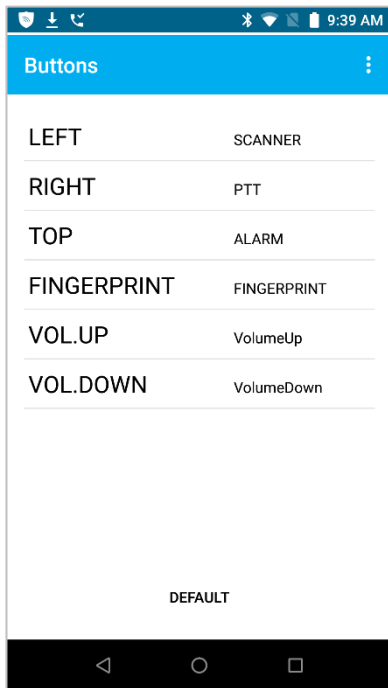 9:39 AM
Buttons
LEFT SCANNER
RIGHT PTT
TOP ALARM
FINGERPRINT FINGERPRINT
VOL.UP VolumeUp
VOL.DOWN VolumeDown
DEFAULT